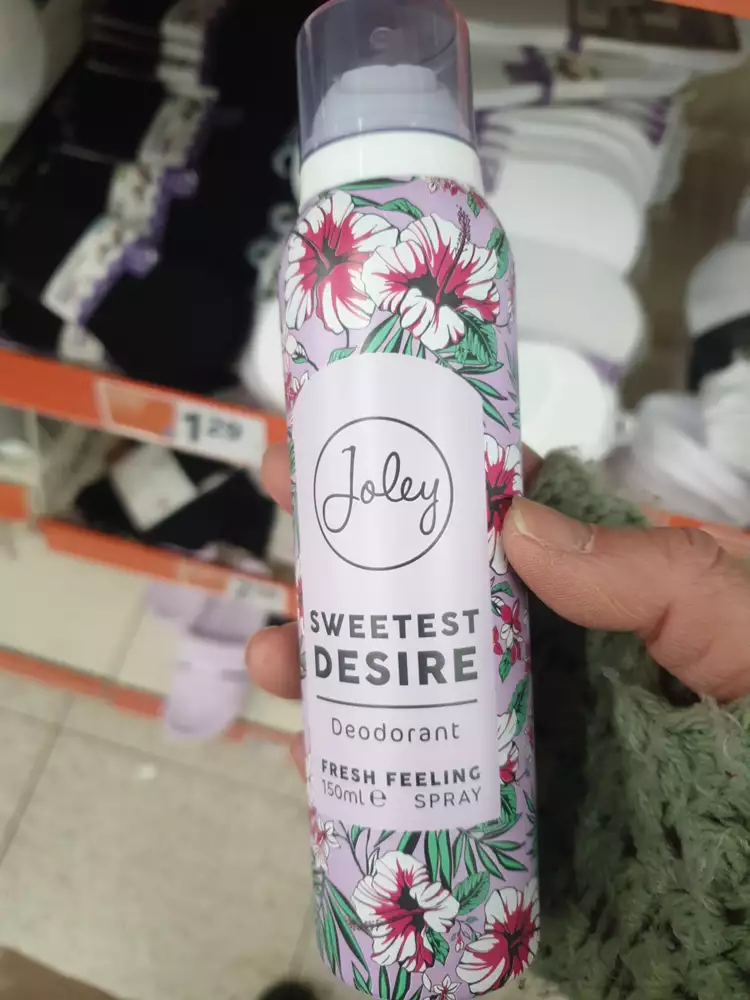 Joley
SWEETEST
DESIRE
Deodorant
FRESH FEELING
150ml e SPRAY
1.29